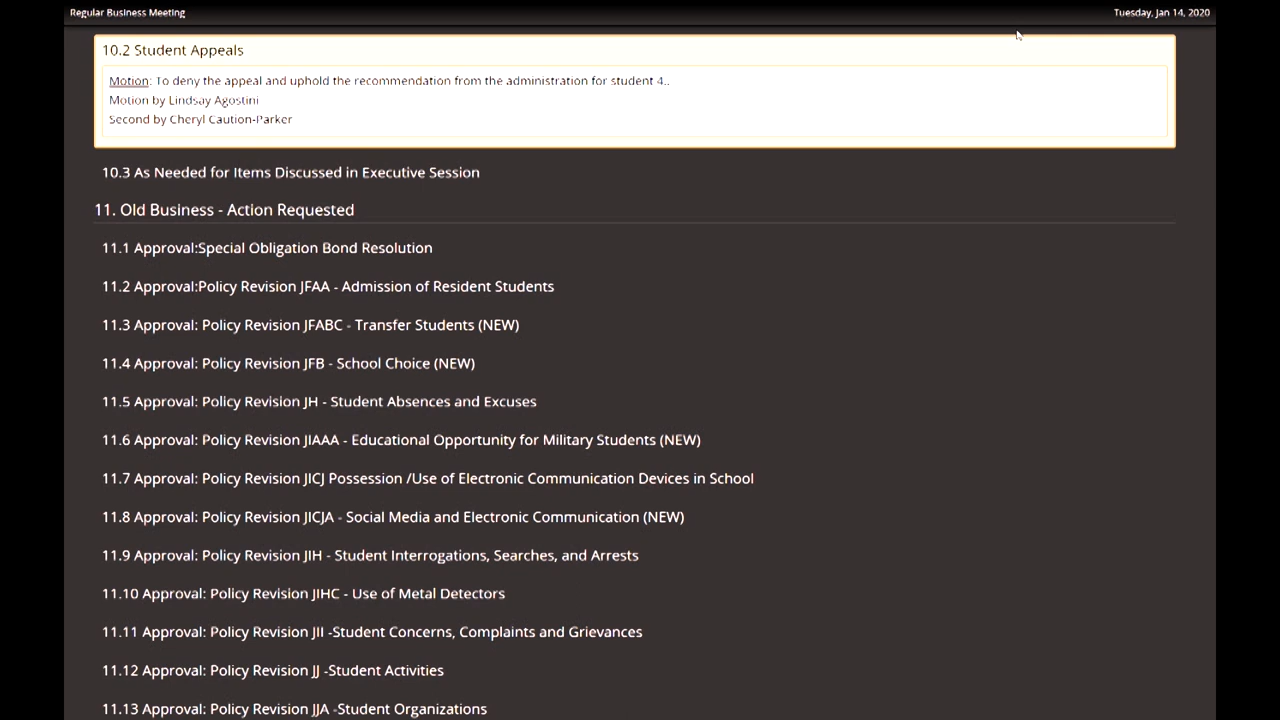 Regular Business Meeting
Tuesday, Jan 14, 2020
10.2 Student Appeals
Motion: To deny the appeal and uphold the recommendation from the administration for student 4..
Motion by Lindsay Agostini
Second by Cheryl Caution-Parker
10.3 As Needed for Items Discussed in Executive Session
11. Old Business - Action Requested
11.1 Approval:Special Obligation Bond Resolution
11.2 Approval:Policy Revision JFAA - Admission of Resident Students
11.3 Approval: Policy Revision JFABC - Transfer Students (NEW)
11.4 Approval: Policy Revision JFB - School Choice (NEW)
11.5 Approval: Policy Revision JH - Student Absences and Excuses
11.6 Approval: Policy Revision JIAAA - Educational Opportunity for Military Students (NEW)
11.7 Approval: Policy Revision JICJ Possession /Use of Electronic Communication Devices in School
11.8 Approval: Policy Revision JICJA - Social Media and Electronic Communication (NEW)
11.9 Approval: Policy Revision JIH - Student Interrogations, Searches, and Arrests
11.10 Approval: Policy Revision JIHC - Use of Metal Detectors
11.11 Approval: Policy Revision JII -Student Concerns, Complaints and Grievances
11.12 Approval: Policy Revision JJ -Student Activities
11.13 Approval: Policy Revision JJA -Student Organizations